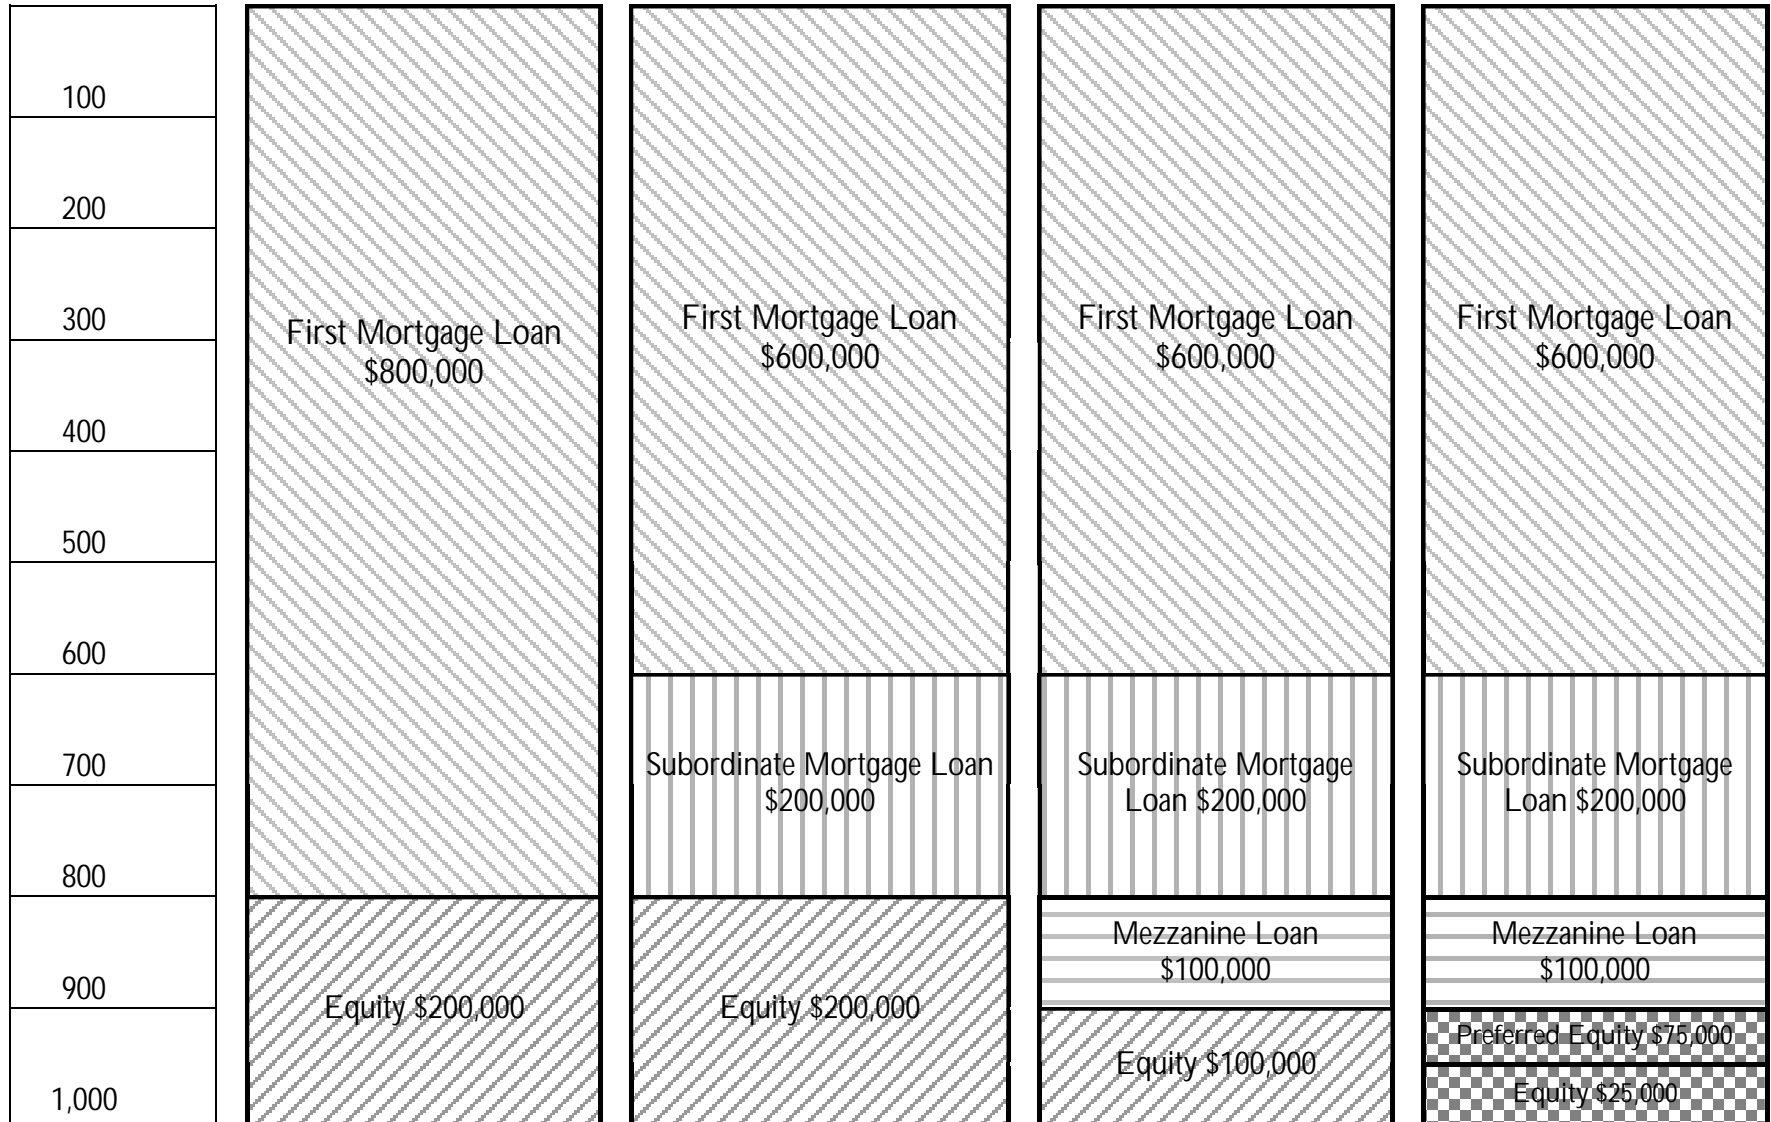 100
200
300
400
500
600
700
800
900
1,000
First Mortgage Loan
$800,000
Equity $200,000
First Mortgage Loan
$600,000
Subordinate Mortgage Loan
$200,000
Equity $200,000
First Mortgage Loan
$600,000
Subordinate Mortgage
Loan $200,000
Mezzanine Loan
$100,000
Equity $100,000
First Mortgage Loan
$600,000
Subordinate Mortgage
Loan $200,000
Mezzanine Loan
$100,000
Preferred Equity $75,000
Equity $25,000